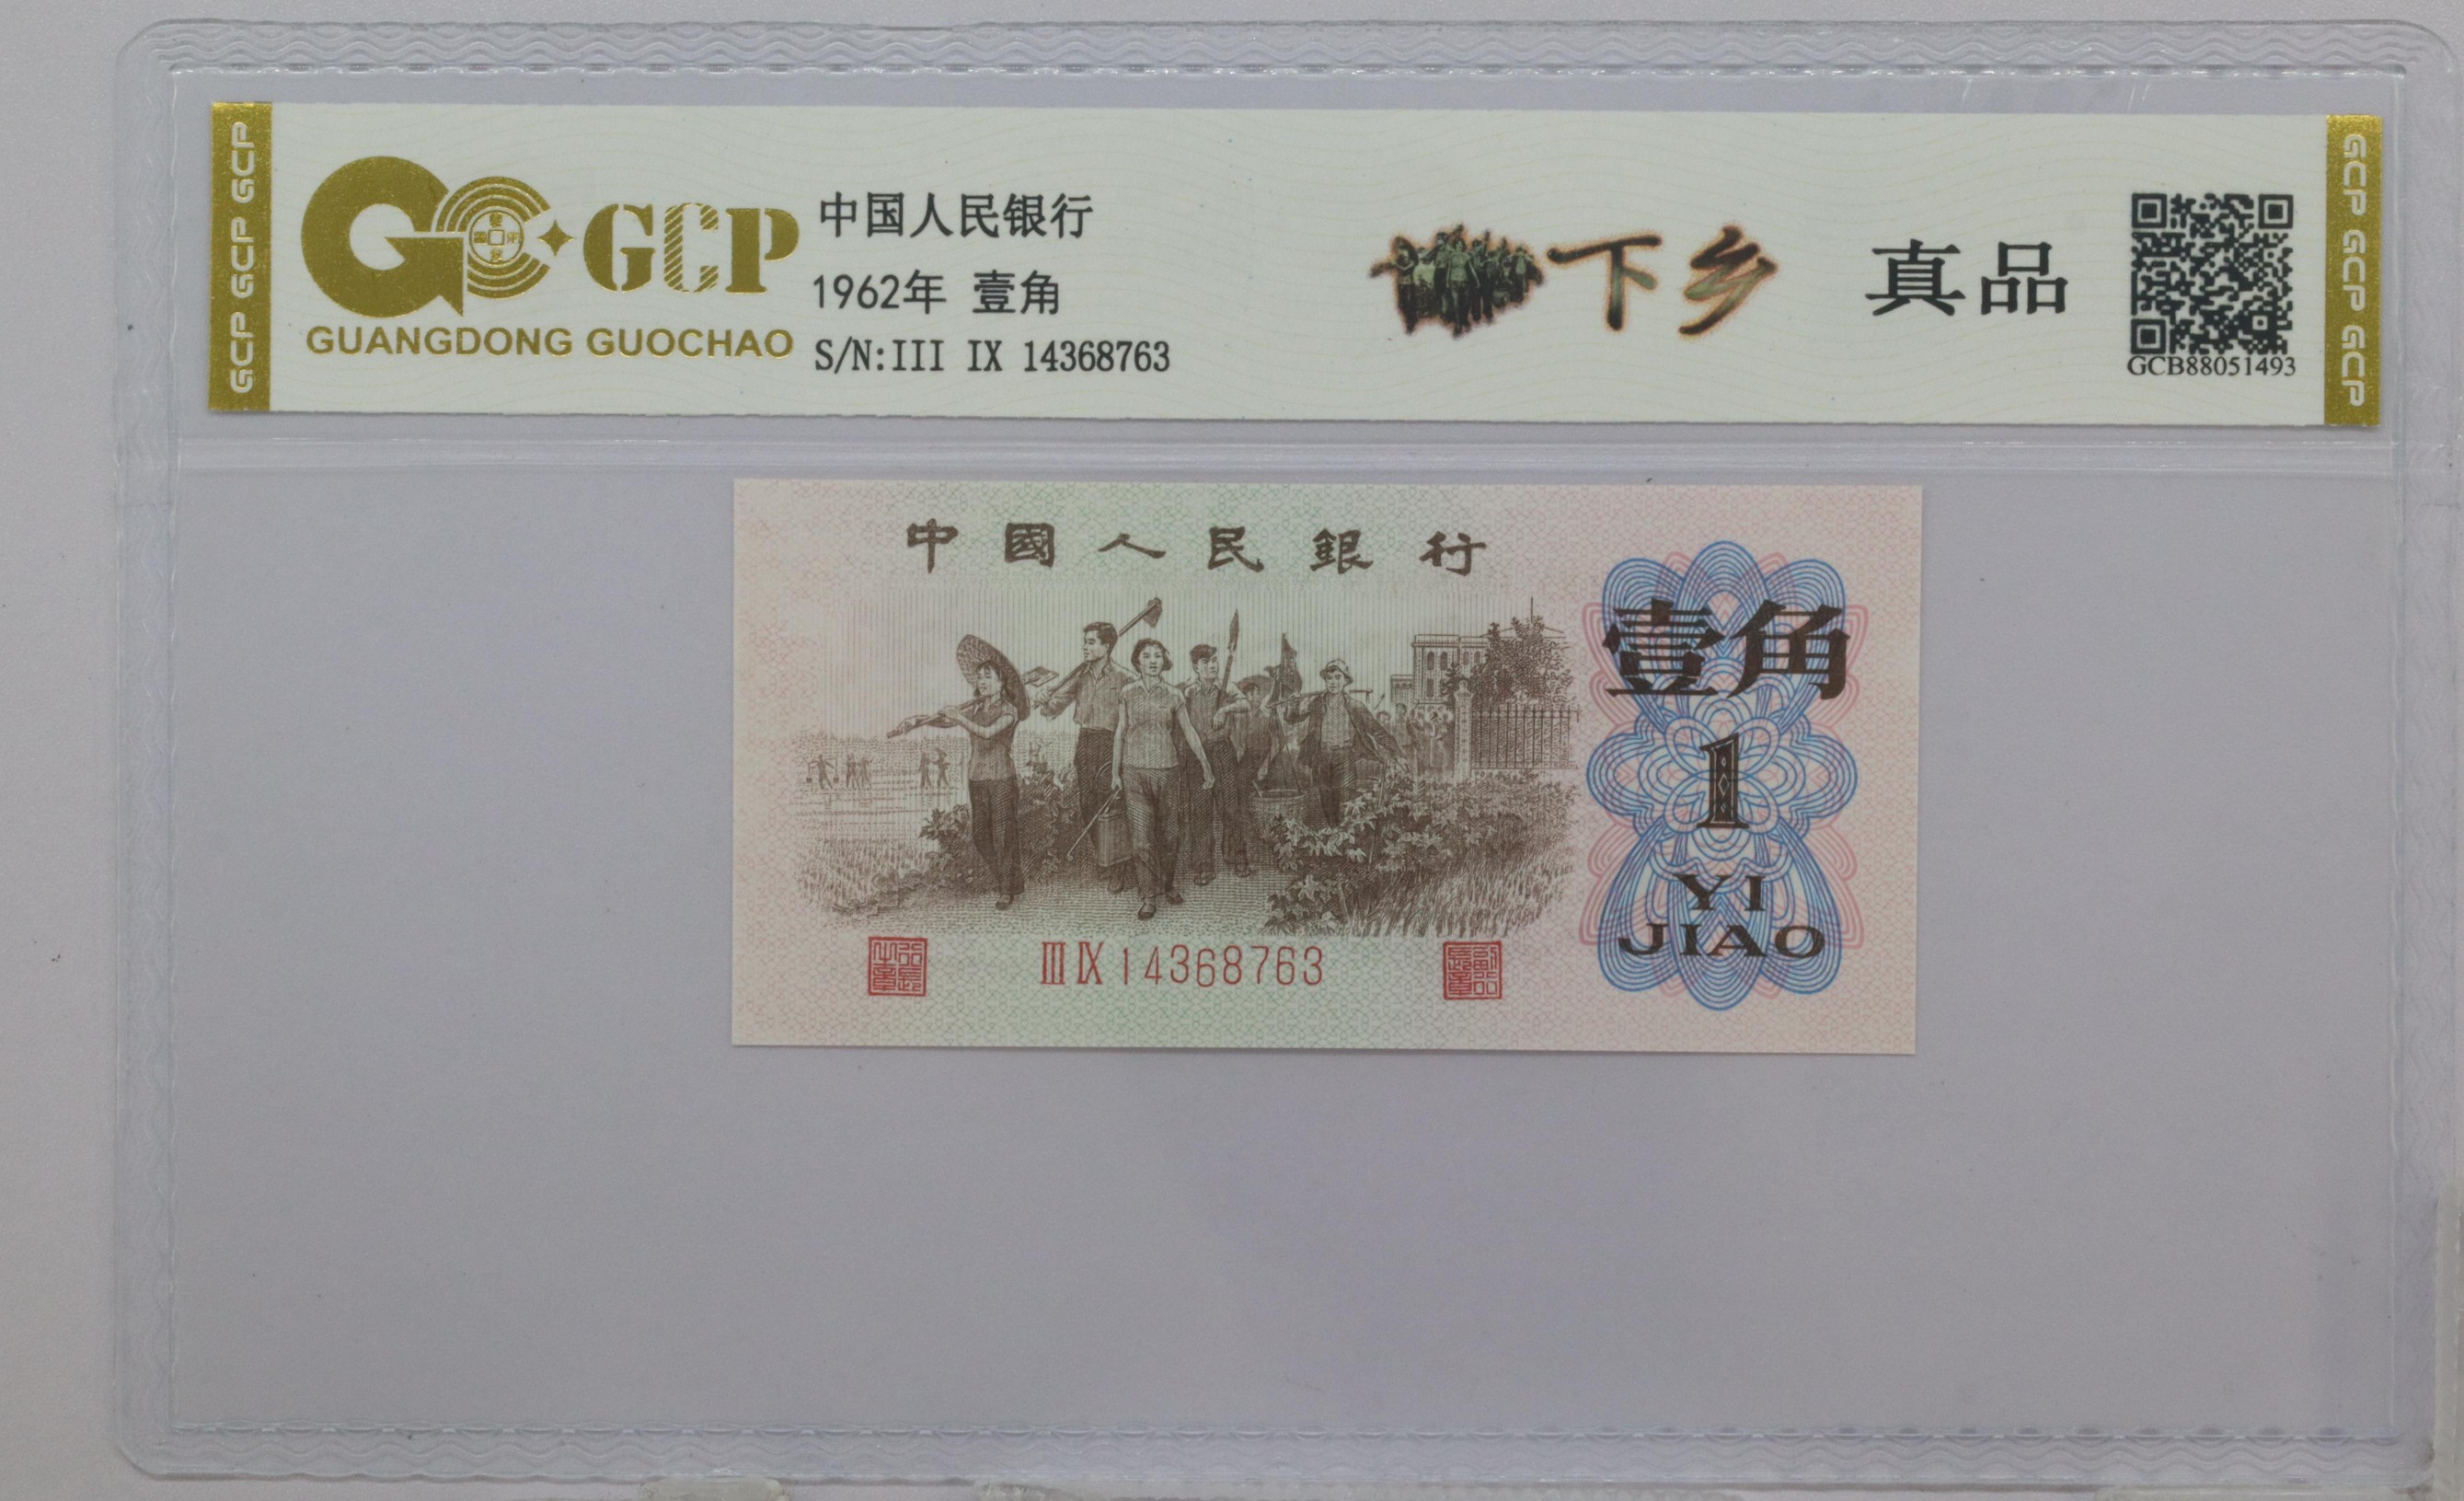 GCP GCP GCP
GCP
GUANGDONG GUOCHAO
中国人民银行
1962年 壹角
S/N:III IX 14368763
下乡
真品
GCB88051493
GCP GCP GCP
中國人民銀行
壹角
1
YI
JIAO
III IX 14368763